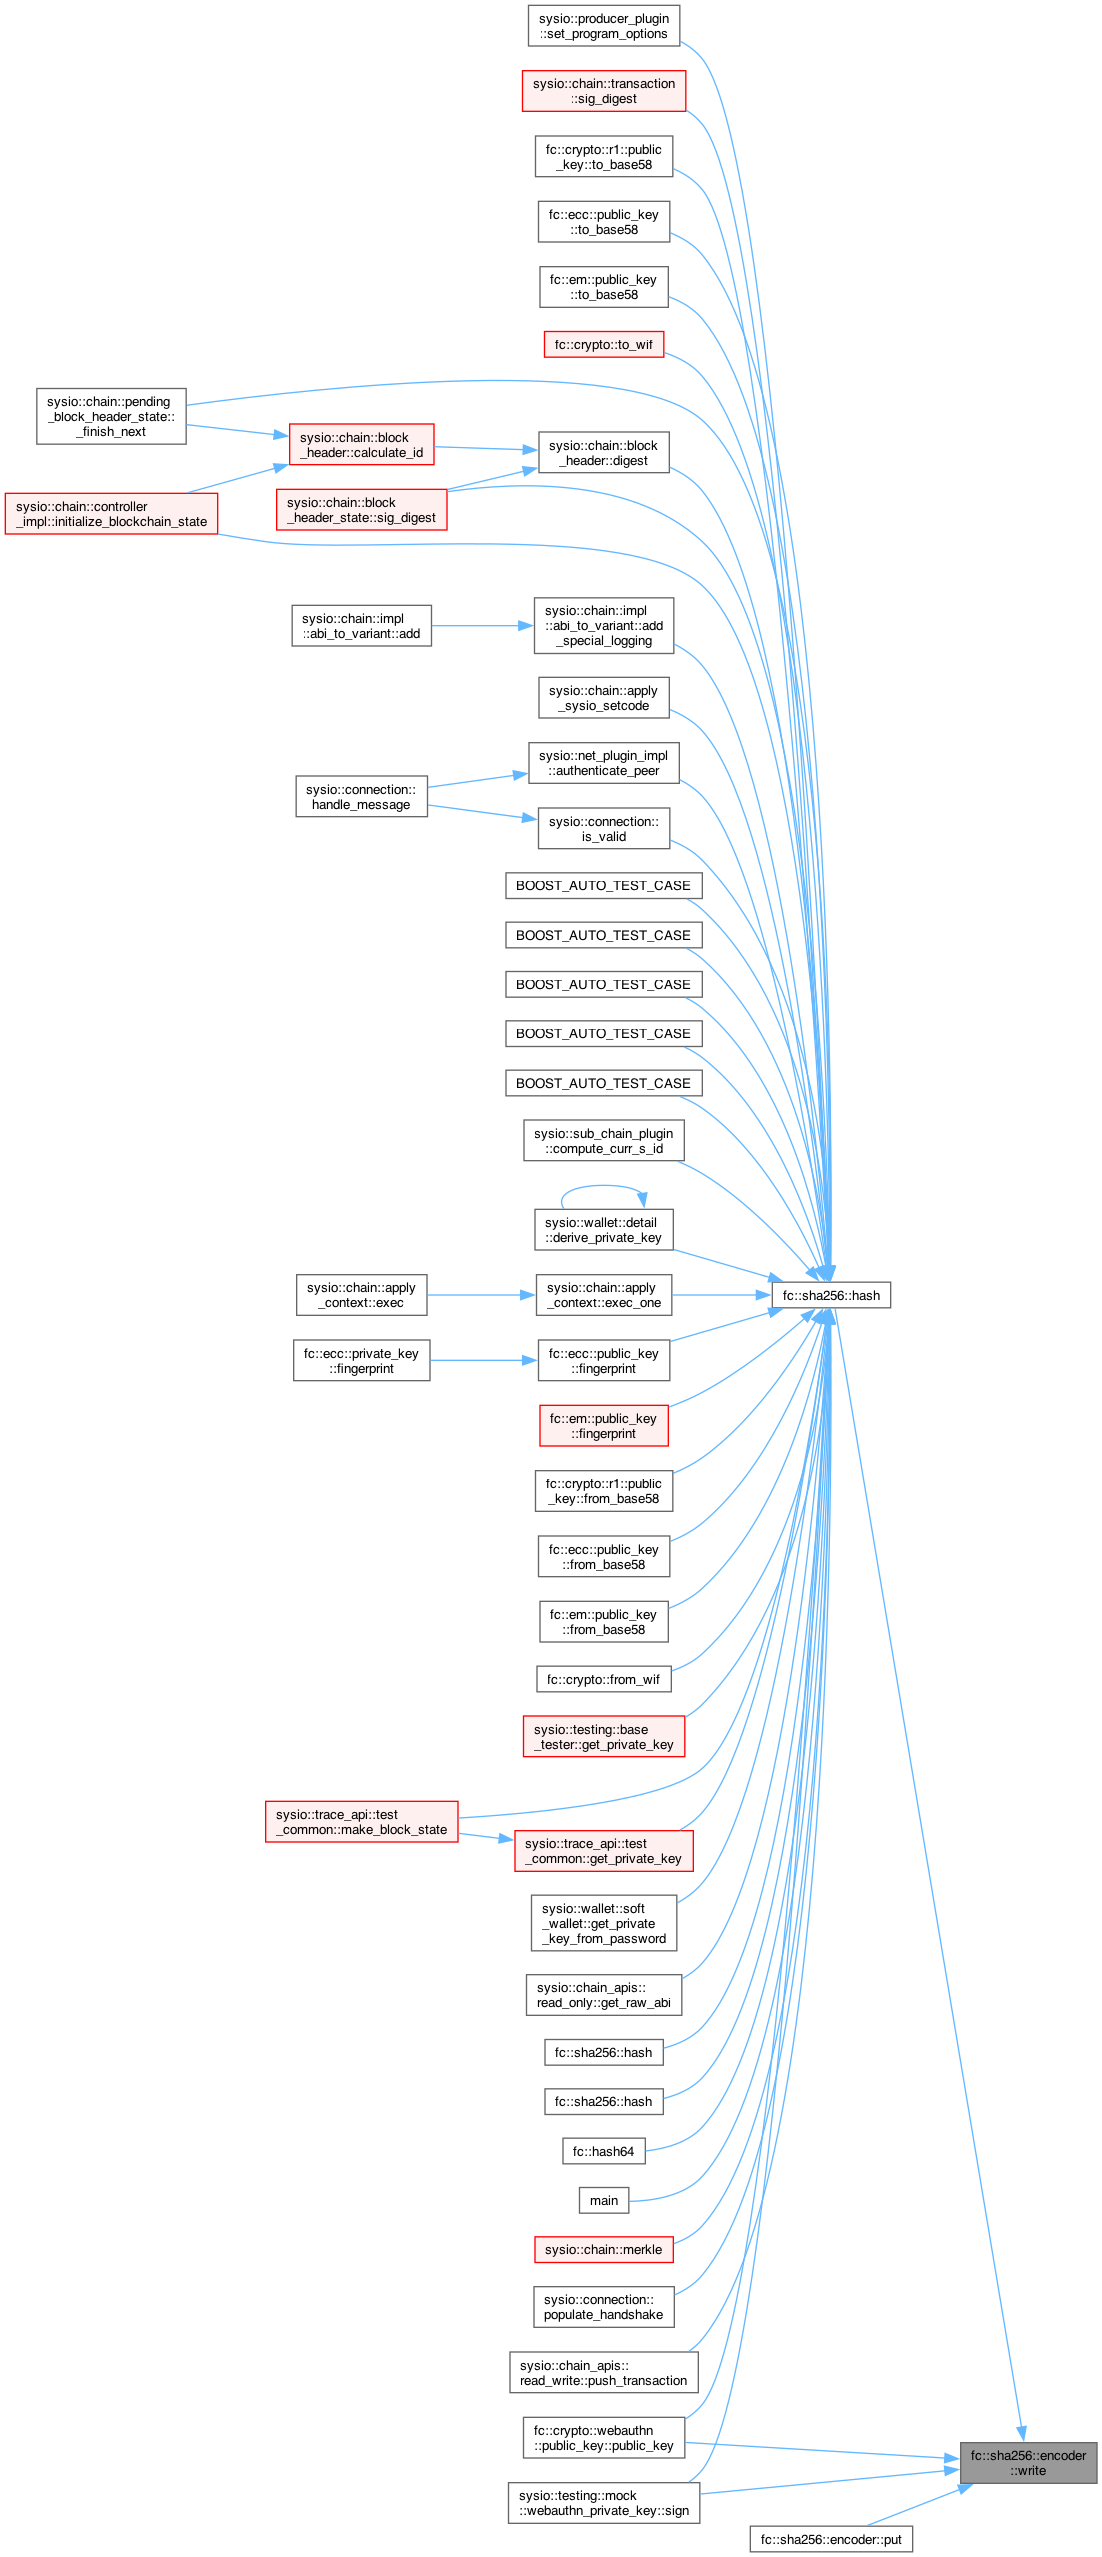 sysio::producer_plugin
::set_program_options
sysio::chain::transaction
::sig_digest
fc::crypto::r1::public
_key::to_base58
fc::ecc::public_key
::to_base58
fc::em::public_key
::to_base58
fc::crypto::to_wif
sysio::chain::pending
_block_header_state::
_finish_next
sysio::chain::block
_header::calculate_id
sysio::chain::block
_header::digest
sysio::chain::controller
_impl::initialize_blockchain_state
sysio::chain::block
_header_state::sig_digest
sysio::chain::impl
::abi_to_variant::add
sysio::chain::impl
::abi_to_variant::add
_special_logging
sysio::chain::apply
_sysio_setcode
sysio::net_plugin_impl
::authenticate_peer
sysio::connection::
handle_message
sysio::connection::
is_valid
BOOST_AUTO_TEST_CASE
BOOST_AUTO_TEST_CASE
BOOST_AUTO_TEST_CASE
BOOST_AUTO_TEST_CASE
BOOST_AUTO_TEST_CASE
sysio::sub_chain_plugin
::compute_curr_s_id
sysio::wallet::detail
::derive_private_key
sysio::chain::apply
_context::exec
sysio::chain::apply
_context::exec_one
fc::sha256::hash
fc::ecc::private_key
::fingerprint
fc::ecc::public_key
::fingerprint
fc::em::public_key
::fingerprint
fc::crypto::r1::public
_key::from_base58
fc::ecc::public_key
::from_base58
fc::em::public_key
::from_base58
fc::crypto::from_wif
sysio::testing::base
_tester::get_private_key
sysio::trace_api::test
_common::make_block_state
sysio::trace_api::test
_common::get_private_key
sysio::wallet::soft
_wallet::get_private
_key_from_password
sysio::chain_apis::
read_only::get_raw_abi
fc::sha256::hash
fc::sha256::hash
fc::hash64
main
sysio::chain::merkle
sysio::connection::
populate_handshake
sysio::chain_apis::
read_write::push_transaction
fc::crypto::webauthn
::public_key::public_key
fc::sha256::encoder
::write
sysio::testing::mock
::webauthn_private_key::sign
fc::sha256::encoder::put